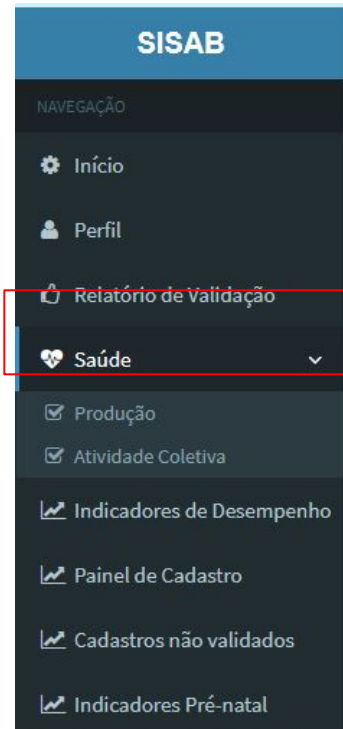 SISAB
NAVEGAÇÃO
Início
Perfil
Relatório de Validação
Saúde
Produção
Atividade Coletiva
Indicadores de Desempenho
Painel de Cadastro
Cadastros não validados
Indicadores Pré-natal